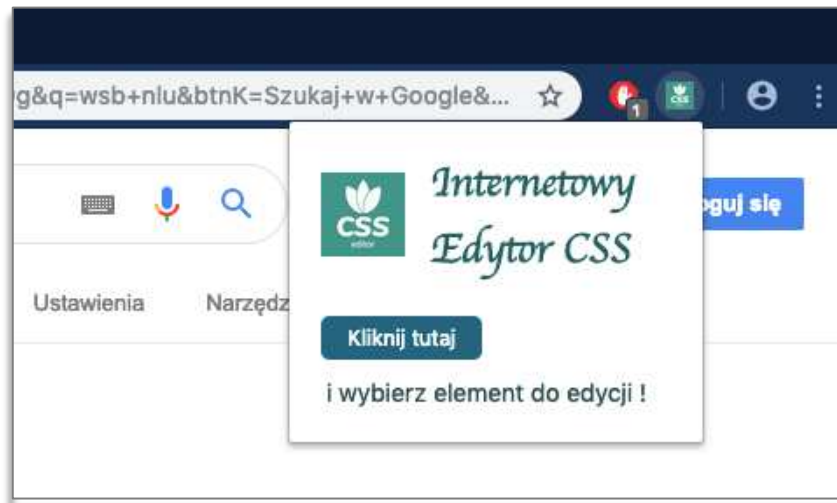 g&q=wsb+nlu&btnK=Szukaj+w+Google&...
1
CSS
CSS
editor
Internetowy
Edytor CSS
oguj się
Ustawienia
Narzędz
Kliknij tutaj
i wybierz element do edycji !